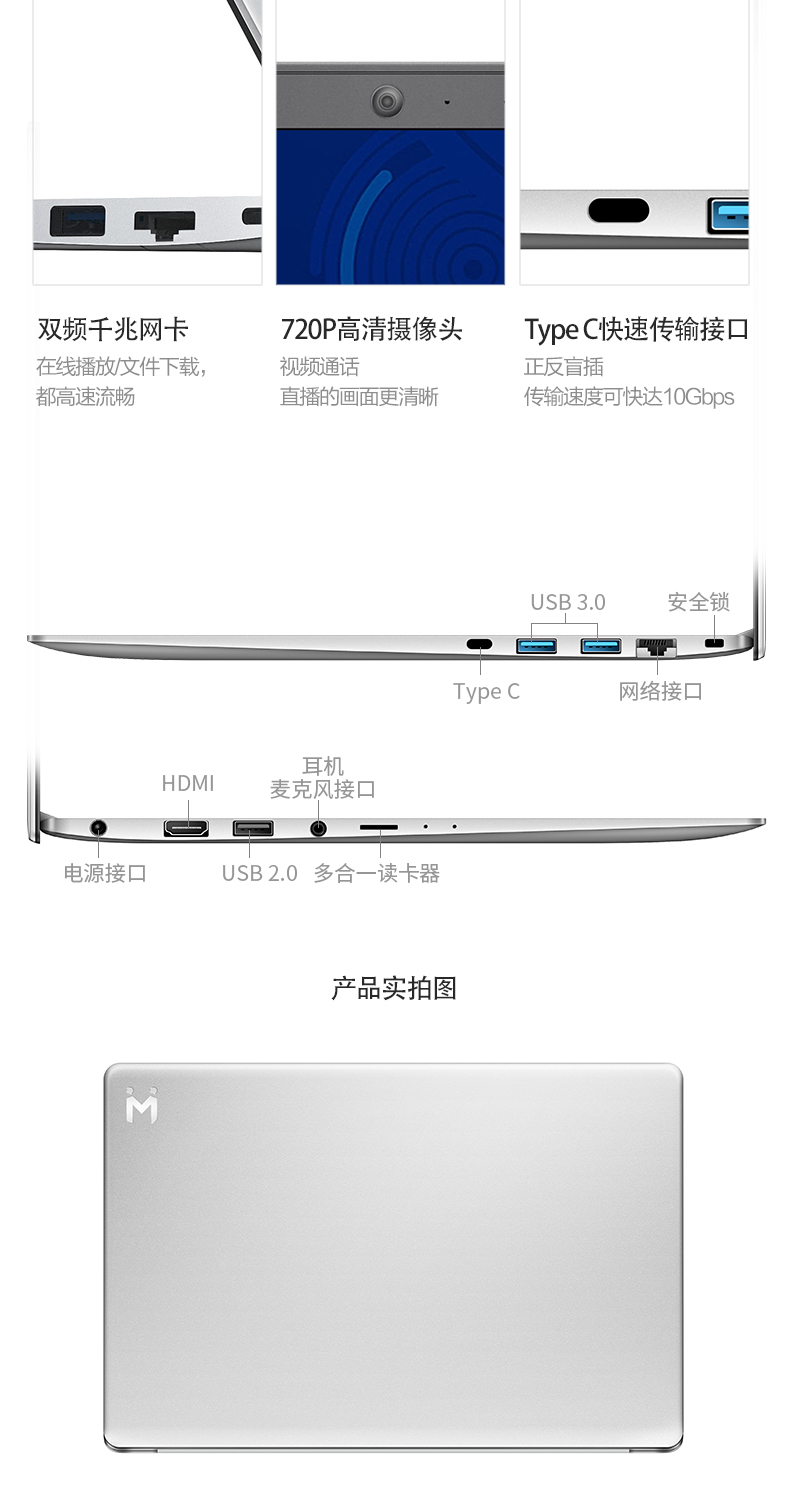 双频千兆网卡
在线播放/文件下载，
都高速流畅
720P高清摄像头
视频通话
直播的画面更清晰
Type C快速传输接口
正反盲插
传输速度可快达10Gbps
USB 3.0
安全锁
Type C
网络接口
HDMI
耳机
麦克风接口
电源接口
USB 2.0
多合一读卡器
产品实拍图